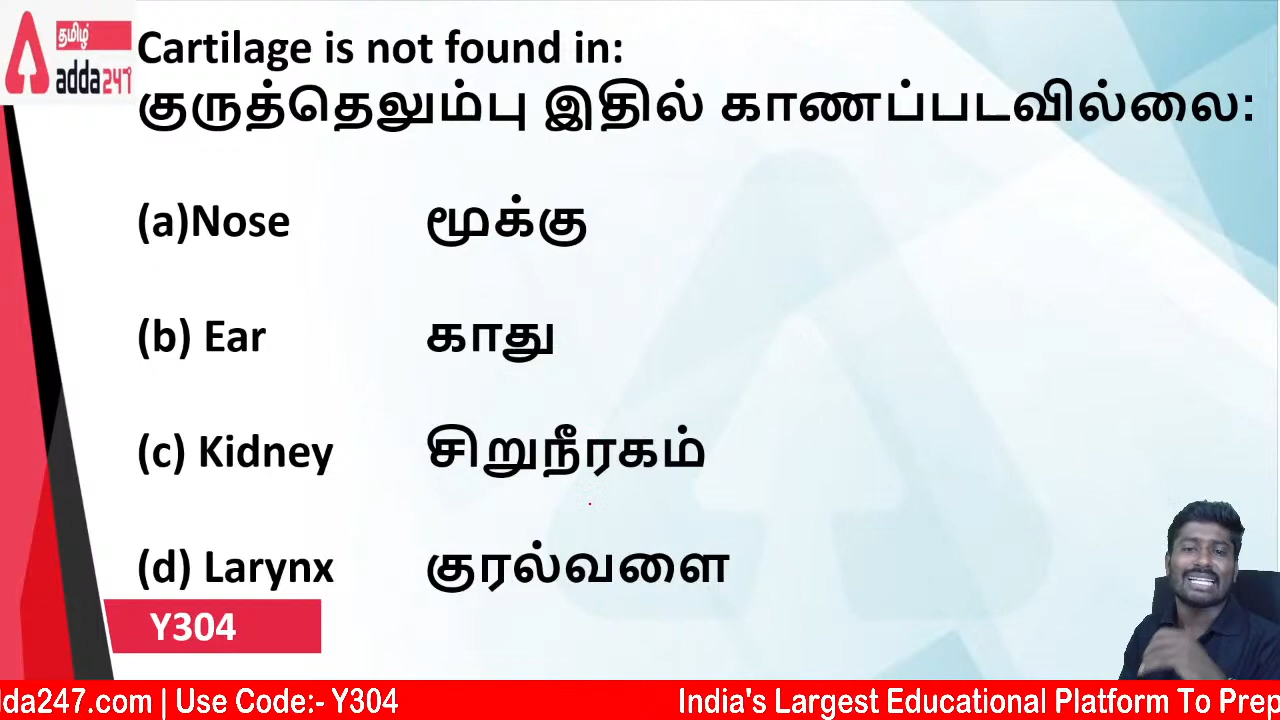 தமிழ்
adda247
Cartilage is not found in:
குருத்தெலும்பு இதில் காணப்படவில்லை:
(a)Nose மூக்கு
(b) Ear காது
(c) Kidney சிறுநீரகம்
(d) Larynx குரல்வளை
Y304
dda247.com | Use Code:- Y304 India's Largest Educational Platform To Prep